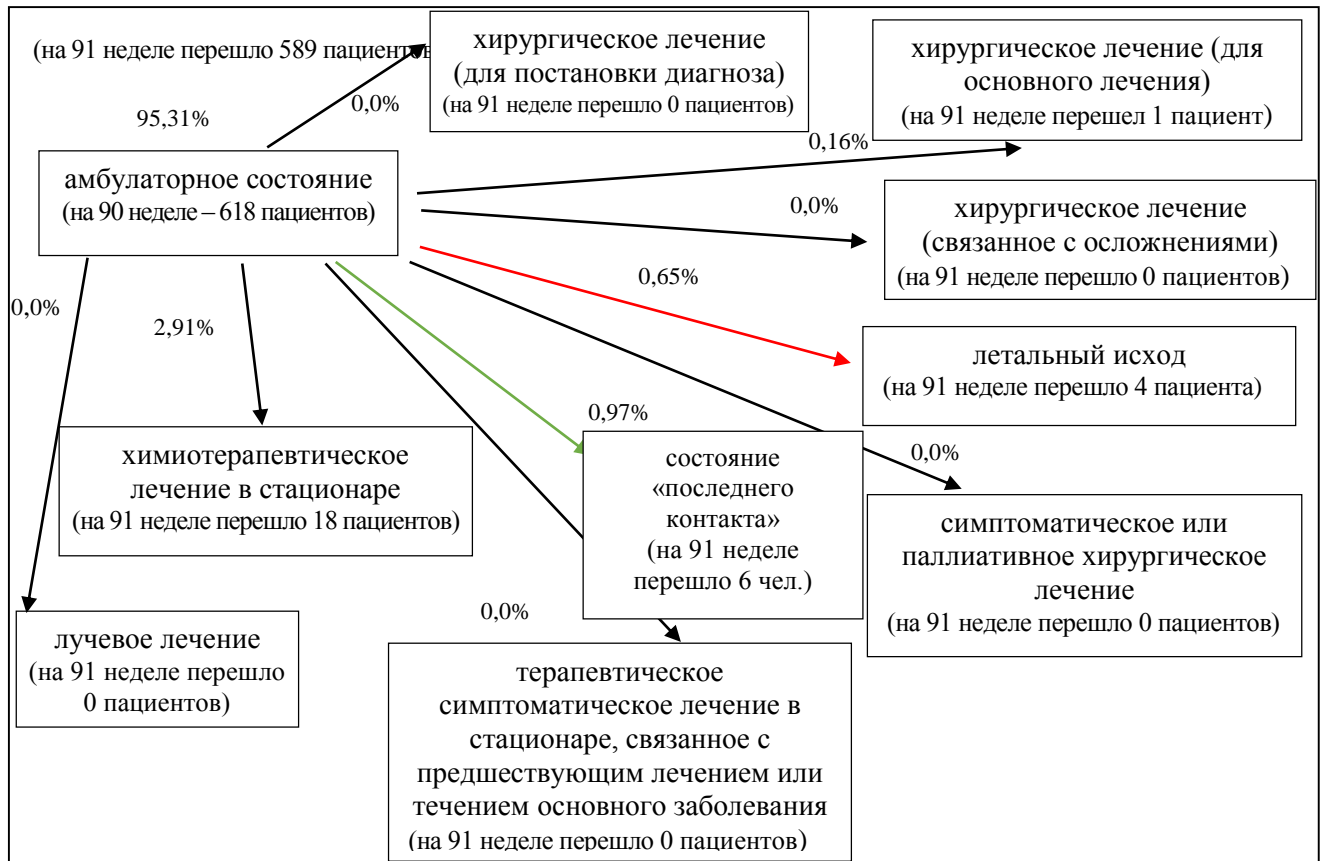 (на 91 неделе перешло 589 пациентов)
95,31%
0,0%
хирургическое лечение
(для постановки диагноза)
(на 91 неделе перешло 0 пациентов)
хирургическое лечение (для
основного лечения)
(на 91 неделе перешел 1 пациент)
0,16%
амбулаторное состояние
(на 90 неделе – 618 пациентов)
0,0%
хирургическое лечение
(связанное с осложнениями)
(на 91 неделе перешло 0 пациентов)
0,65%
летальный исход
(на 91 неделе перешло 4 пациента)
0,0%
2,91%
0,97%
0,0%
химиотерапевтическое
лечение в стационаре
(на 91 неделе перешло 18 пациентов)
состояние
«последнего
контакта»
(на 91 неделе
перешло 6 чел.)
симптоматическое или
паллиативное хирургическое
лечение
(на 91 неделе перешло 0 пациентов)
0,0%
лучевое лечение
(на 91 неделе перешло
0 пациентов)
терапевтическое
симптоматическое лечение в
стационаре, связанное с
предшествующим лечением или
течением основного заболевания
(на 91 неделе перешло 0 пациентов)